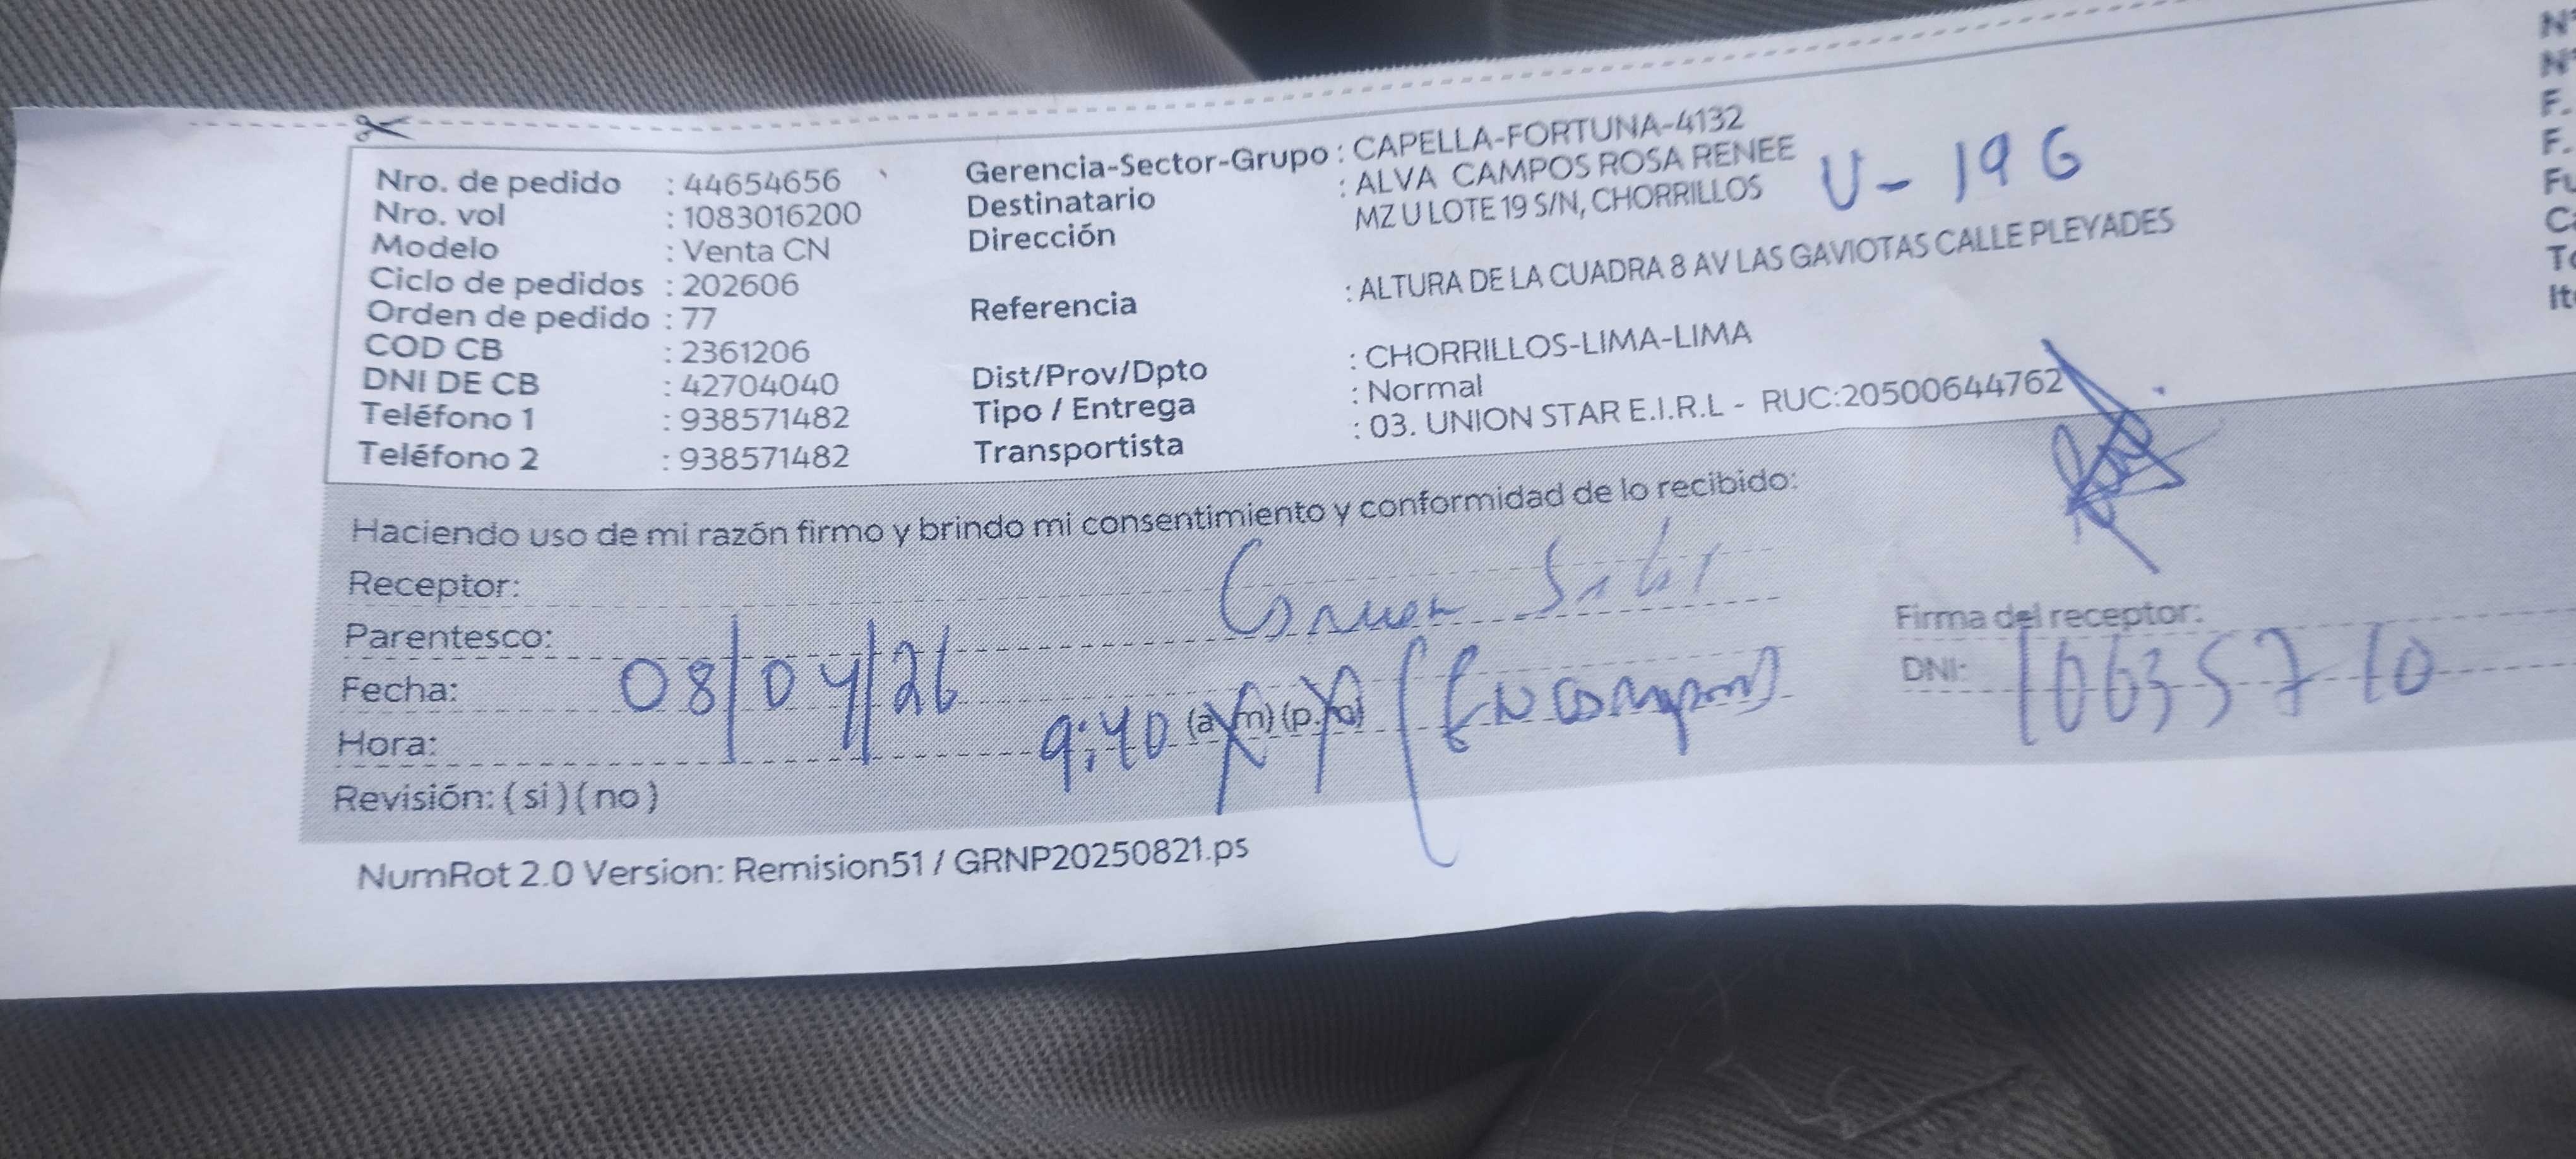 Nro. de pedido : 44654656
Nro. vol : 1083016200
Modelo : Venta CN
Ciclo de pedidos : 202606
Orden de pedido : 77
COD CB : 2361206
DNI DE CB : 42704040
Teléfono 1 : 938571482
Teléfono 2 : 938571482
Gerencia-Sector-Grupo : CAPELLA-FORTUNA-4132
Destinatario : ALVA CAMPOS ROSA RENEE
Dirección MZ U LOTE 19 S/N, CHORRILLOS
U-19G
Referencia : ALTURA DE LA CUADRA 8 AV LAS GAVIOTAS CALLE PLEYADES
Dist/Prov/Dpto : CHORRILLOS-LIMA-LIMA
Tipo / Entrega : Normal
Transportista : 03. UNION STAR E.I.R.L - RUC:20500644762
N°
N°
F.
F.
Haciendo uso de mi razón firmo y brindo mi consentimiento y conformidad de lo recibido:
Receptor:
Parentesco:
Fecha: 08/04/26
Hora: 9:40 (a.m) (p.m)
Revisión: ( si ) ( no )
Firma del receptor:
DNI: 10635710
NumRot 2.0 Version: Remision51 / GRNP20250821.ps